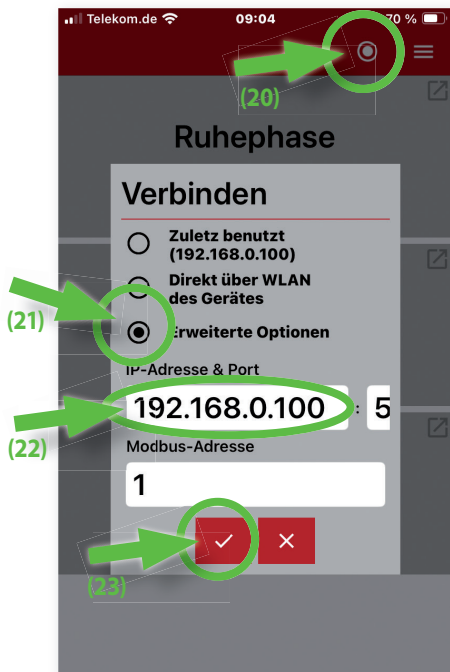 Telekom.de 09:04 70 %
(20)
Ruhephase
Verbinden
Zuletz benutzt
(192.168.0.100)
Direkt über WLAN
des Gerätes
(21)
Erweiterte Optionen
IP-Adresse & Port
192.168.0.100 : 5
(22)
Modbus-Adresse
1
(23)